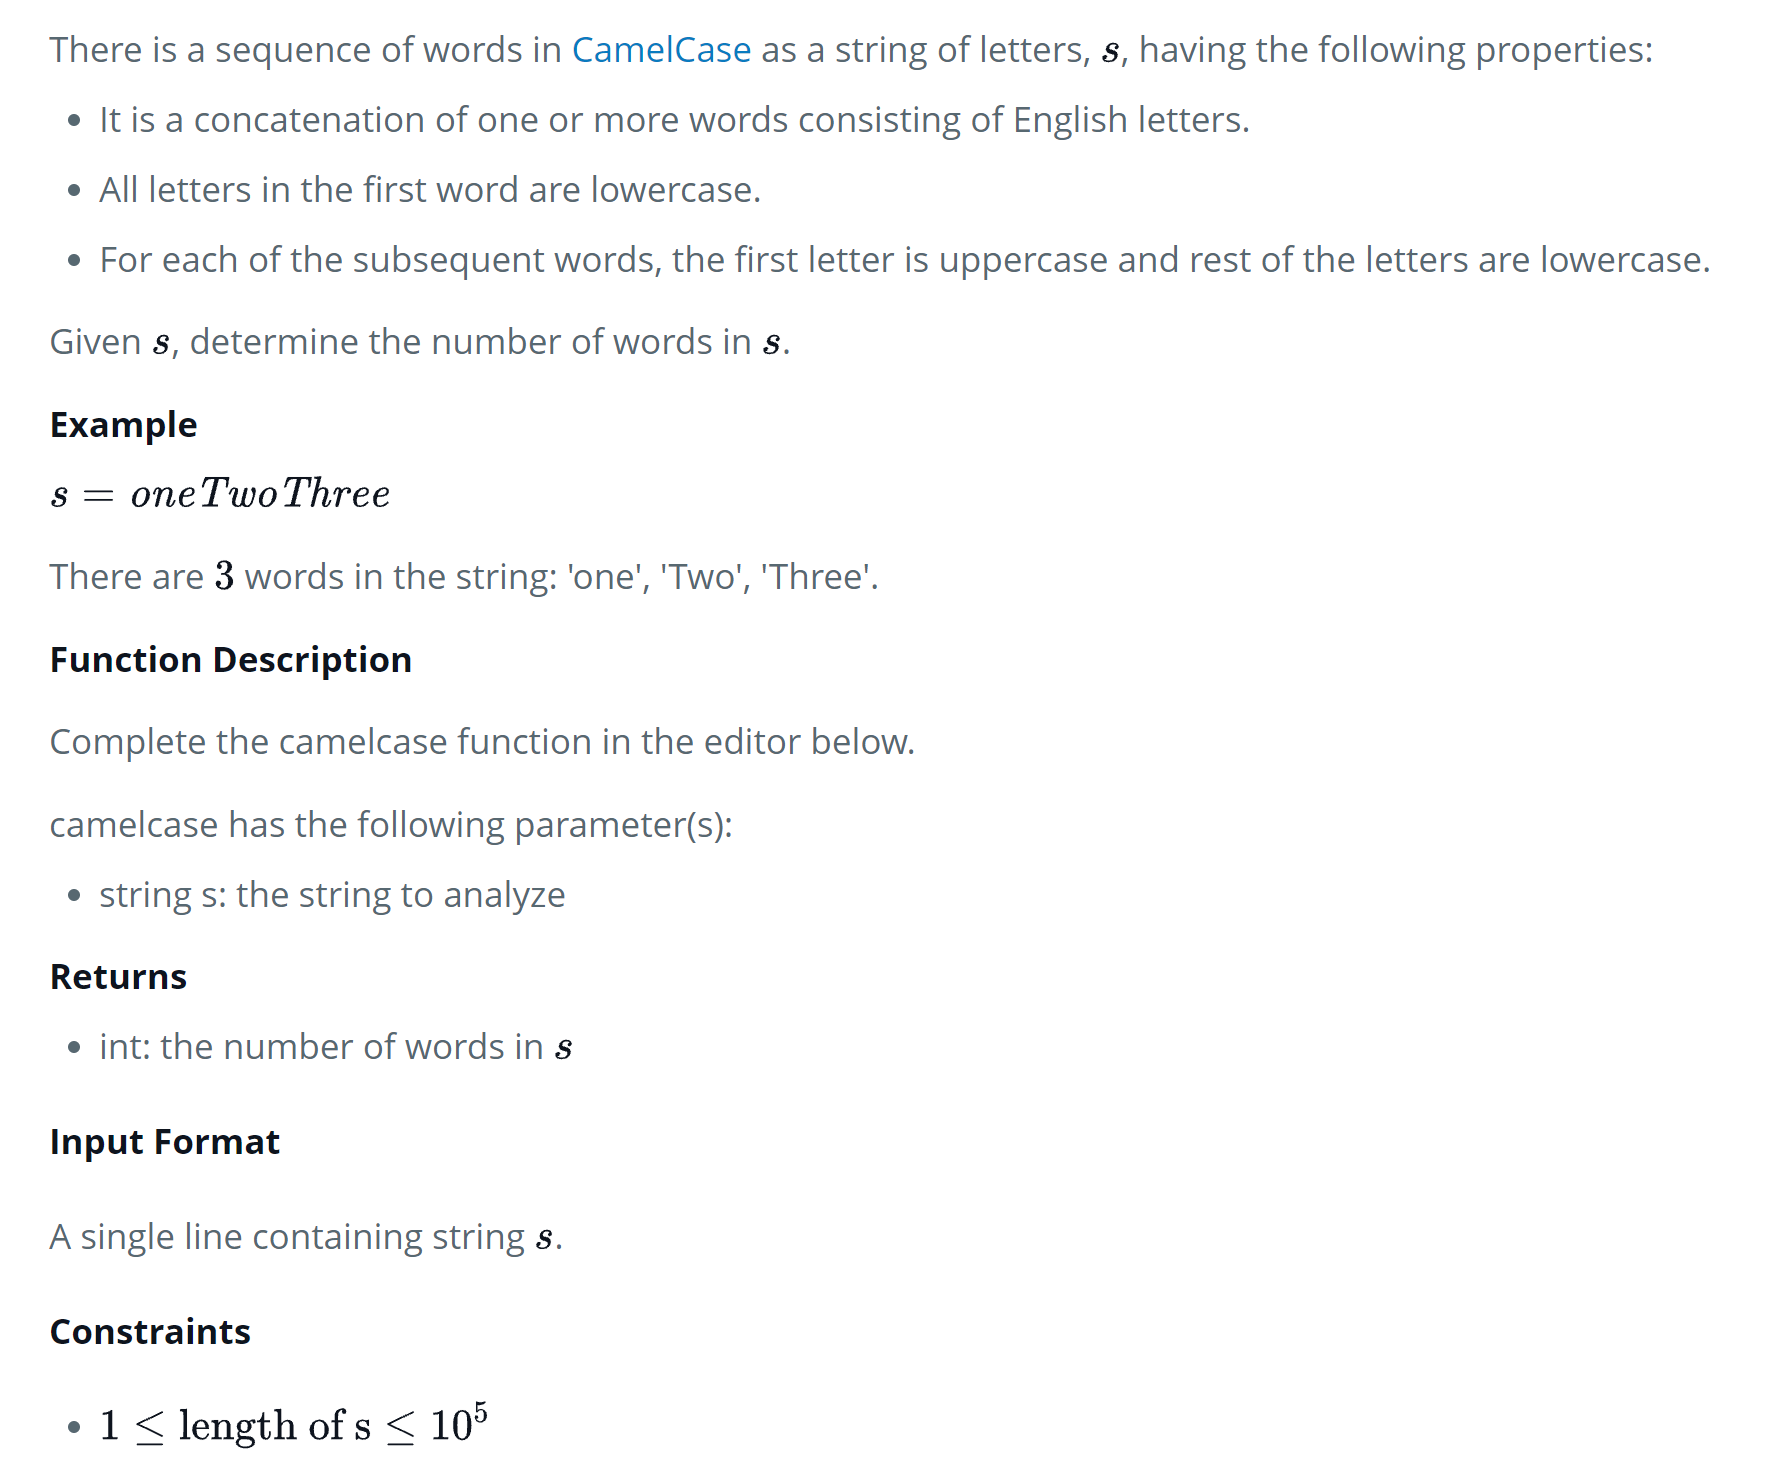 There is a sequence of words in CamelCase as a string of letters, s, having the following properties:
• It is a concatenation of one or more words consisting of English letters.
• All letters in the first word are lowercase.
• For each of the subsequent words, the first letter is uppercase and rest of the letters are lowercase.
Given s, determine the number of words in s.
Example
s = oneTwoThree
There are 3 words in the string: 'one', 'Two', 'Three'.
Function Description
Complete the camelcase function in the editor below.
camelcase has the following parameter(s):
• string s: the string to analyze
Returns
• int: the number of words in s
Input Format
A single line containing string s.
Constraints
• 1 ≤ length of s ≤ 10⁵